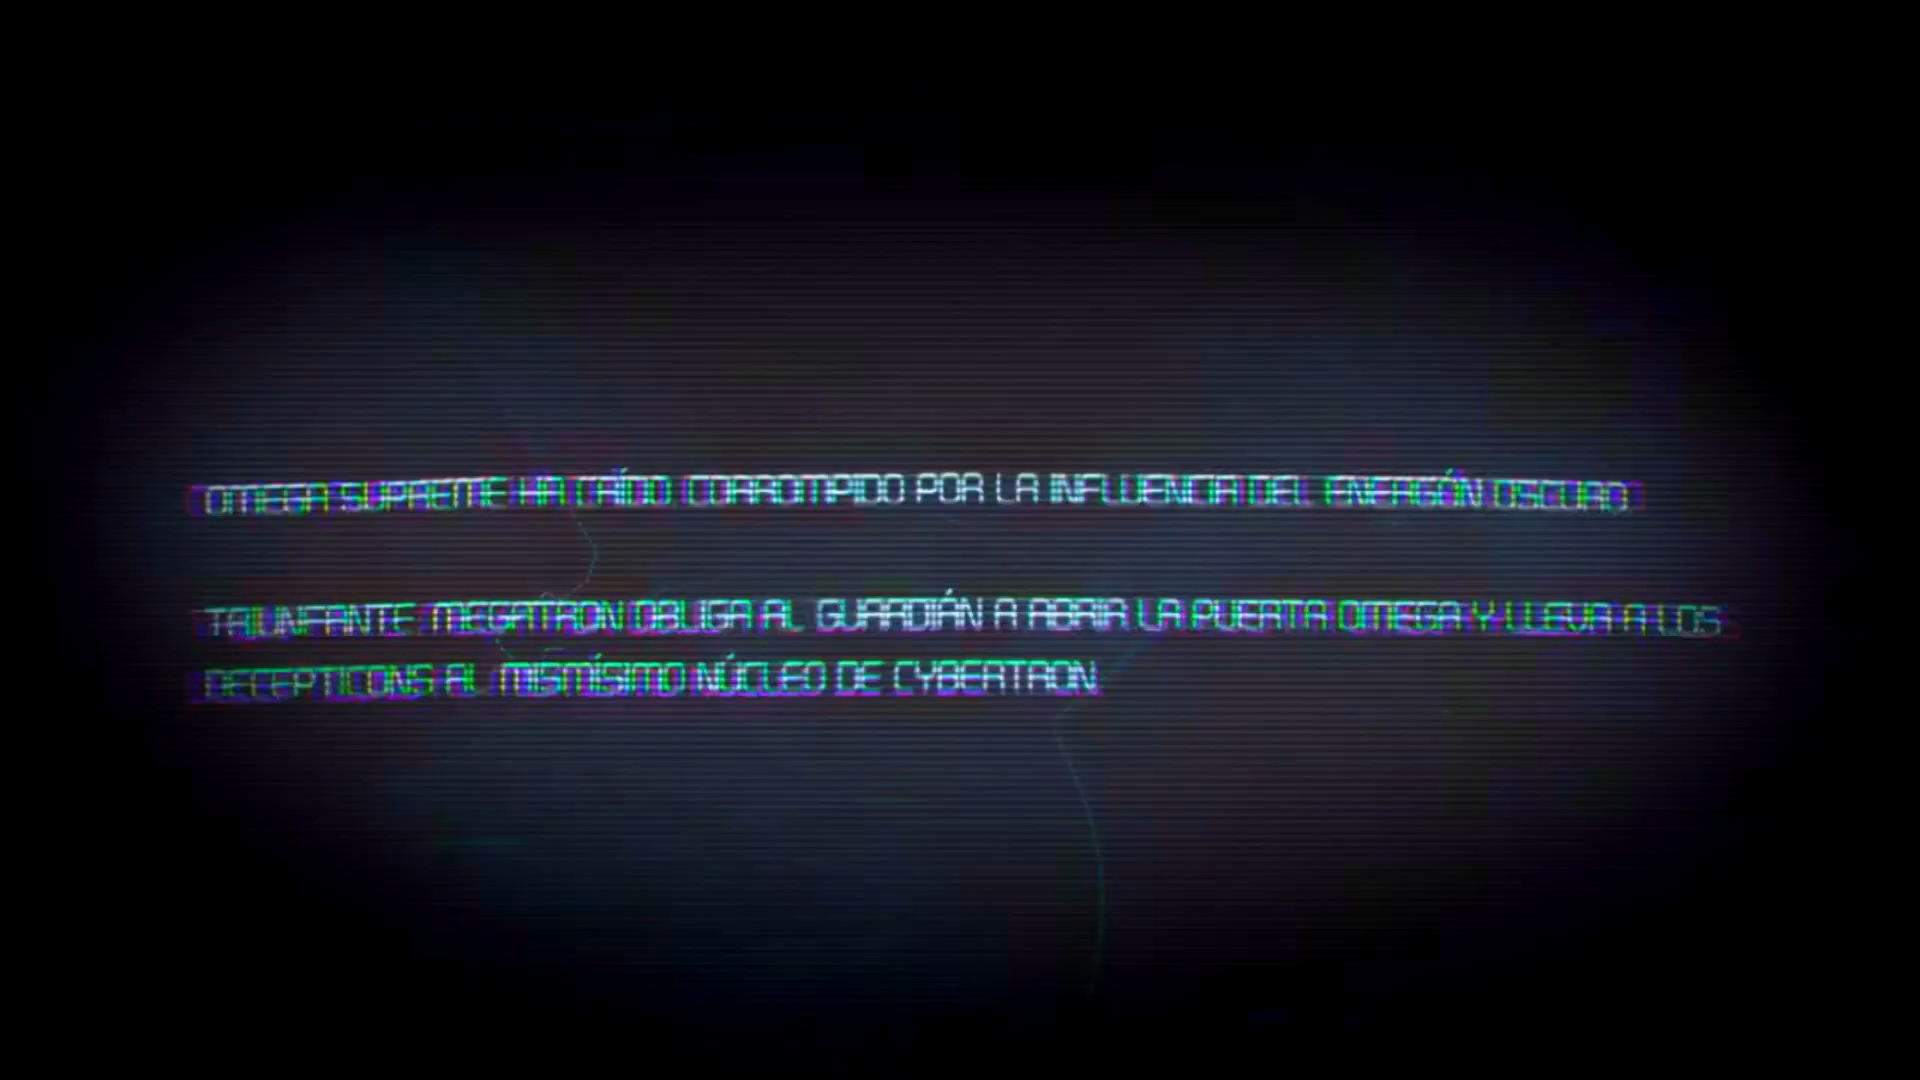 OMEGA SUPREME HA CAÍDO CORROMPIDO POR LA INFLUENCIA DEL ENERGÓN OSCURO.
TRIUNFANTE MEGATRON OBLIGA AL GUARDIÁN A ABRIR LA PUERTA OMEGA Y LLEVA A LOS
DECEPTICONS AL MISMÍSIMO NÚCLEO DE CYBERTRON.